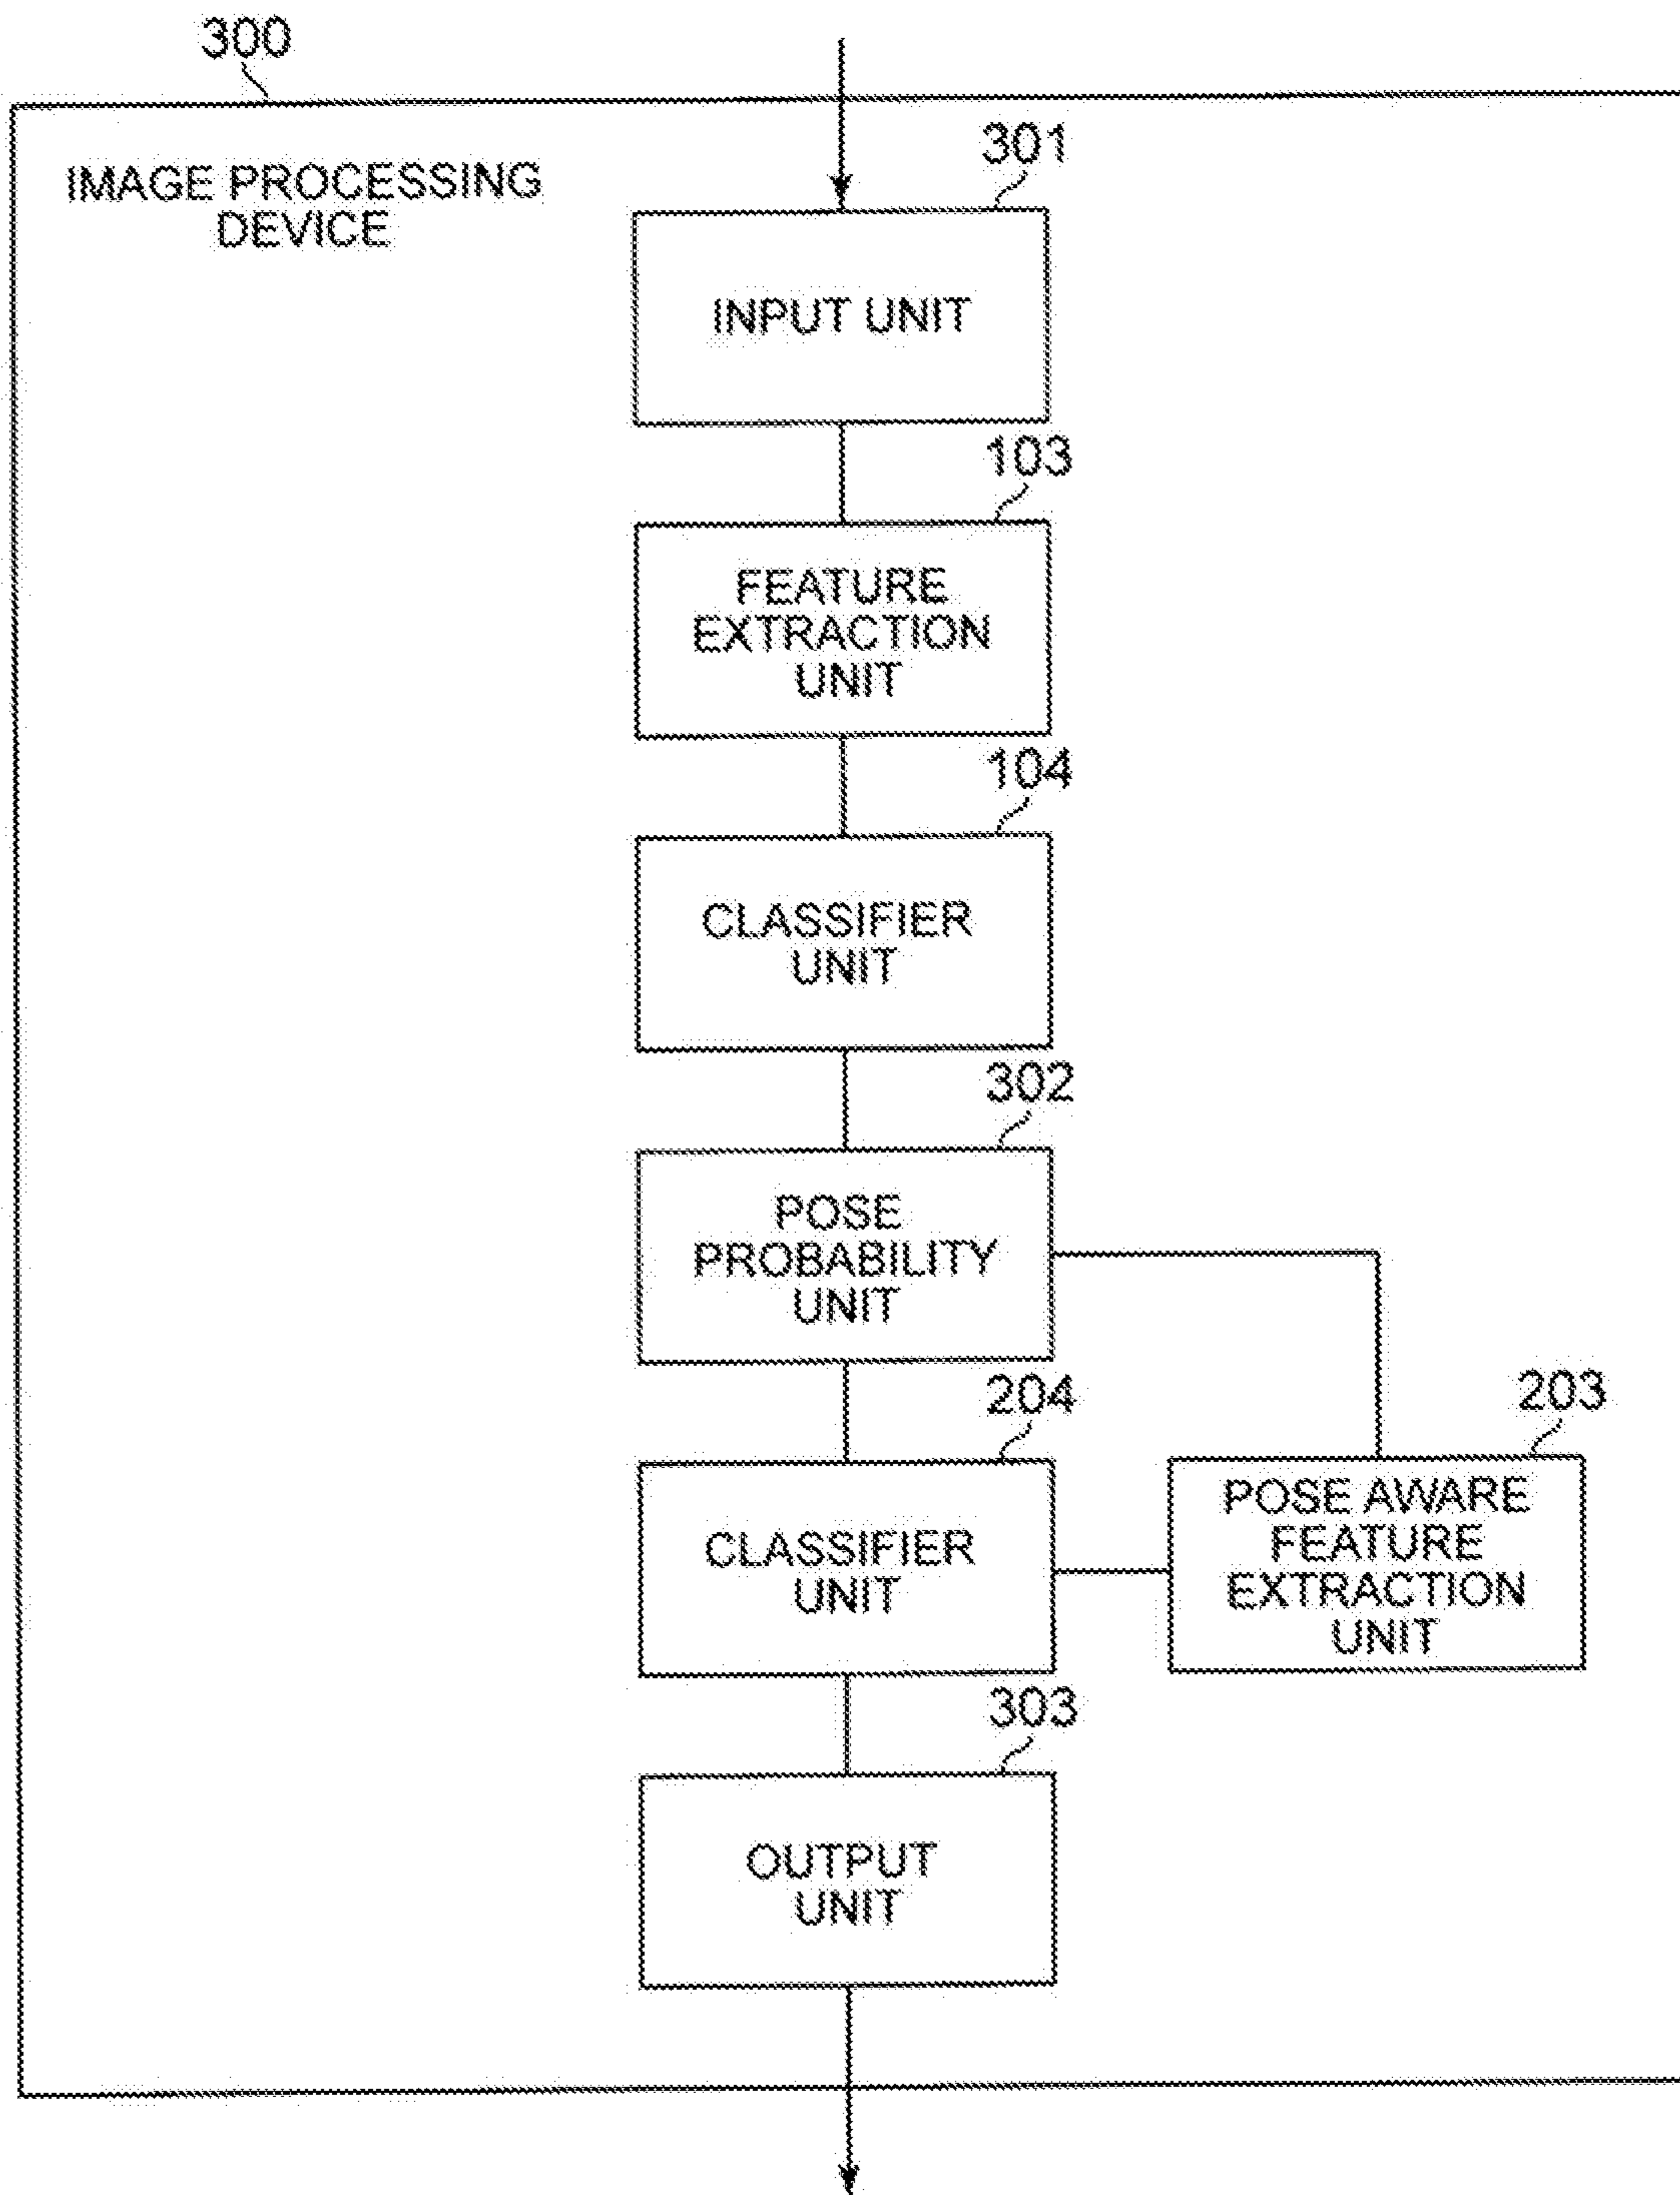 300
IMAGE PROCESSING
DEVICE
301
INPUT UNIT
103
FEATURE
EXTRACTION
UNIT
104
CLASSIFIER
UNIT
302
POSE
PROBABILITY
UNIT
204
CLASSIFIER
UNIT
203
POSE AWARE
FEATURE
EXTRACTION
UNIT
303
OUTPUT
UNIT